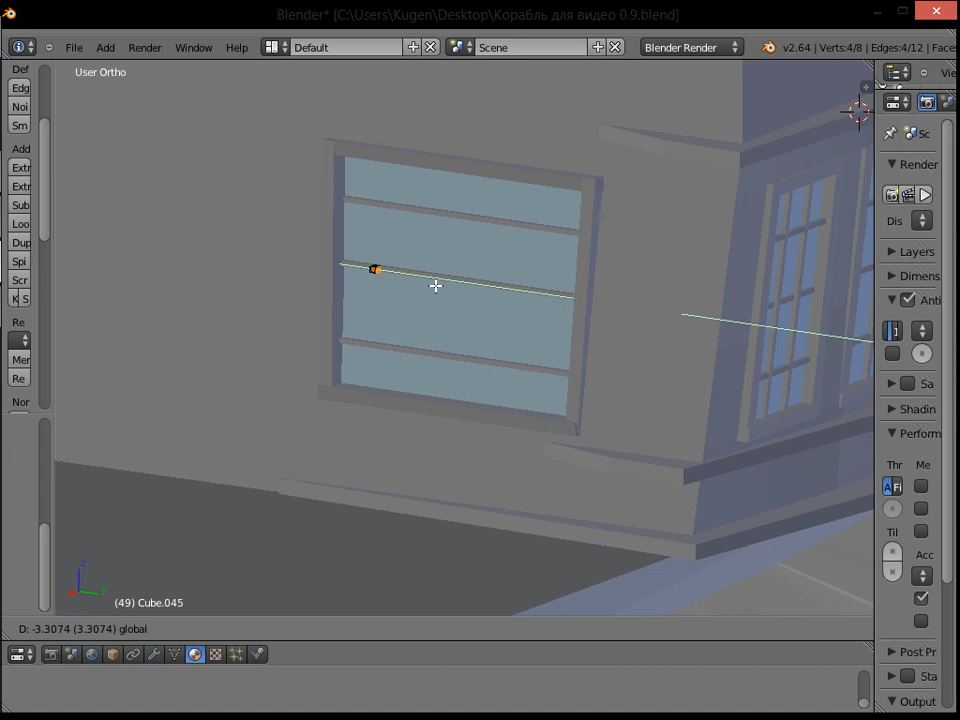 Blender* [C:\Users\Kugen\Desktop\Корабль для видео 0.9.blend]
File Add Render Window Help Default Scene Blender Render v2.64 | Verts:4/8 | Edges:4/12 | Face
User Ortho
Def
Edg
Noi
Sm
Add
Extr
Extr
Sub
Loo
Dup
Spi
Scr
K S
Re
Mer
Re
Nor
Vie
Sc
Render
Dis
Layers
Dimens
Anti
Sa
Shadin
Perform
Thr Me
A Fi
Til
Acc
Post Pr
Sta
Output
z
y
(49) Cube.045
D: -3.3074 (3.3074) global